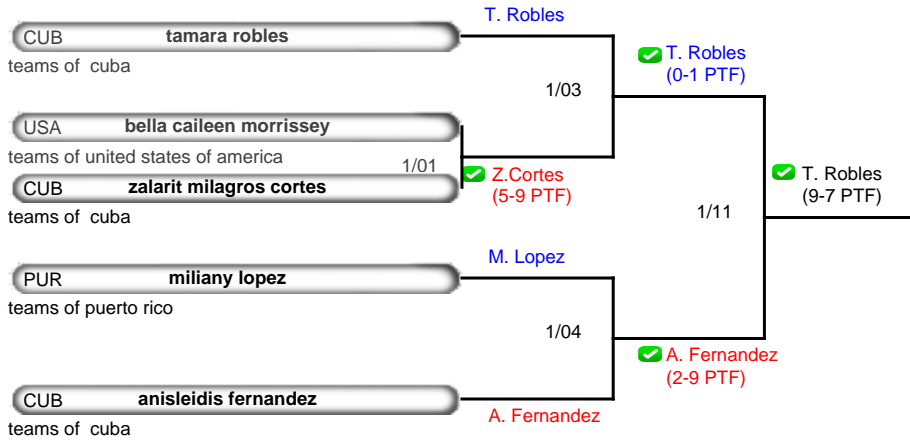 T. Robles
CUB tamara robles
teams of cuba
T. Robles
(0-1 PTF)
1/03
USA bella caileen morrissey
teams of united states of america
1/01
Z.Cortes
(5-9 PTF)
CUB zalarit milagros cortes
teams of cuba
T. Robles
(9-7 PTF)
1/11
M. Lopez
PUR miliany lopez
teams of puerto rico
1/04
A. Fernandez
(2-9 PTF)
CUB anisleidis fernandez
A. Fernandez
teams of cuba